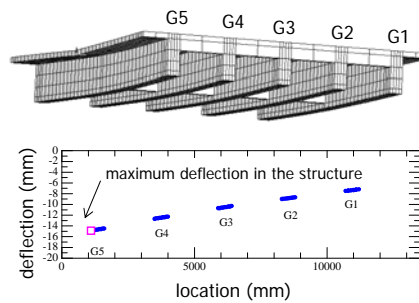 G5
G4
G3
G2
G1
deflection (mm)
0
-2
-4
-6
-8
-10
-12
-14
-16
-18
-20
maximum deflection in the structure
G5
G4
G3
G2
G1
0
5000
10000
location (mm)